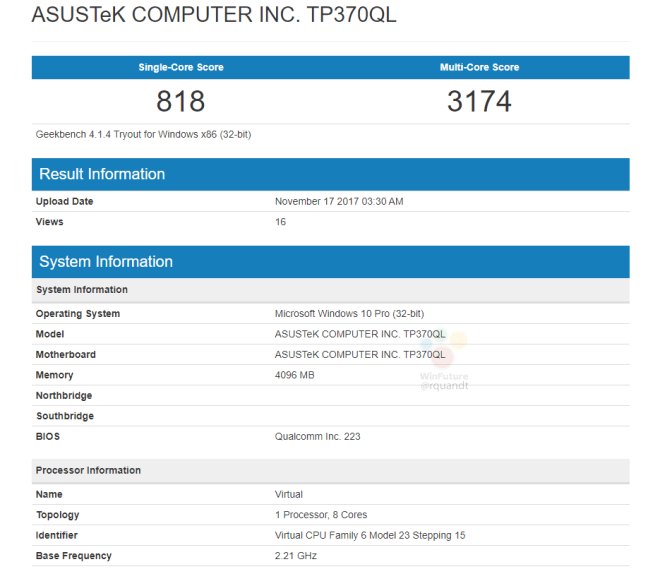 ASUSTeK COMPUTER INC. TP370QL
Single-Core Score Multi-Core Score
818 3174
Geekbench 4.1.4 Tryout for Windows x86 (32-bit)
Result Information
Upload Date November 17 2017 03:30 AM
Views 16
System Information
System Information
Operating System Microsoft Windows 10 Pro (32-bit)
Model ASUSTeK COMPUTER INC. TP370QL
Motherboard ASUSTeK COMPUTER INC. TP370QL
Memory 4096 MB
WinFuture
@rquandt
Northbridge
Southbridge
BIOS Qualcomm Inc. 223
Processor Information
Name Virtual
Topology 1 Processor, 8 Cores
Identifier Virtual CPU Family 6 Model 23 Stepping 15
Base Frequency 2.21 GHz